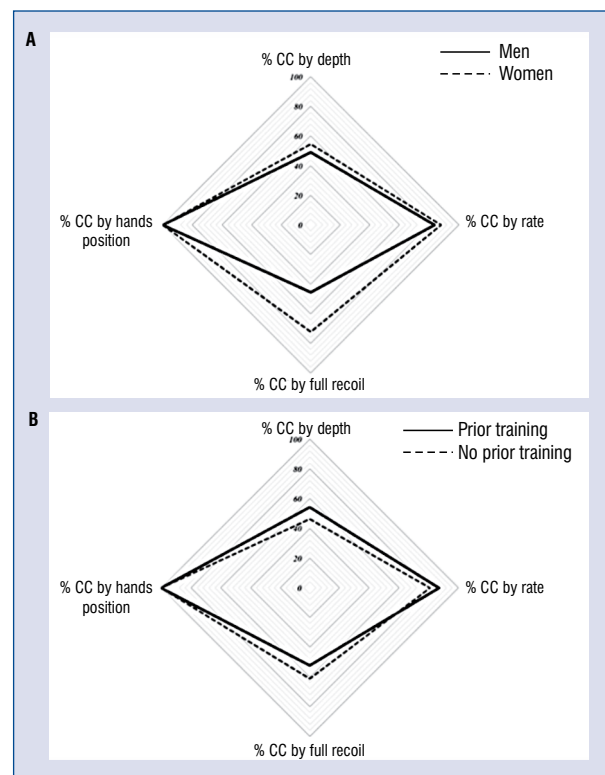 A
% CC by depth
Men
Women
100
80
60
40
20
0
% CC by hands
position
% CC by rate
% CC by full recoil
B
% CC by depth
Prior training
No prior training
100
80
60
40
20
0
% CC by hands
position
% CC by rate
% CC by full recoil